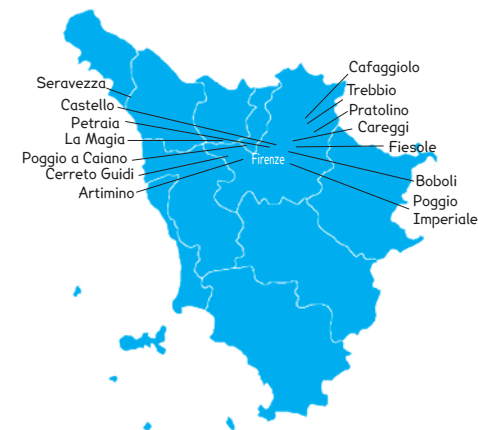 Seravezza
Castello
Petraia
La Magia
Poggio a Caiano
Cerreto Guidi
Artimino
Firenze
Cafaggiolo
Trebbio
Pratolino
Careggi
Fiesole
Boboli
Poggio
Imperiale